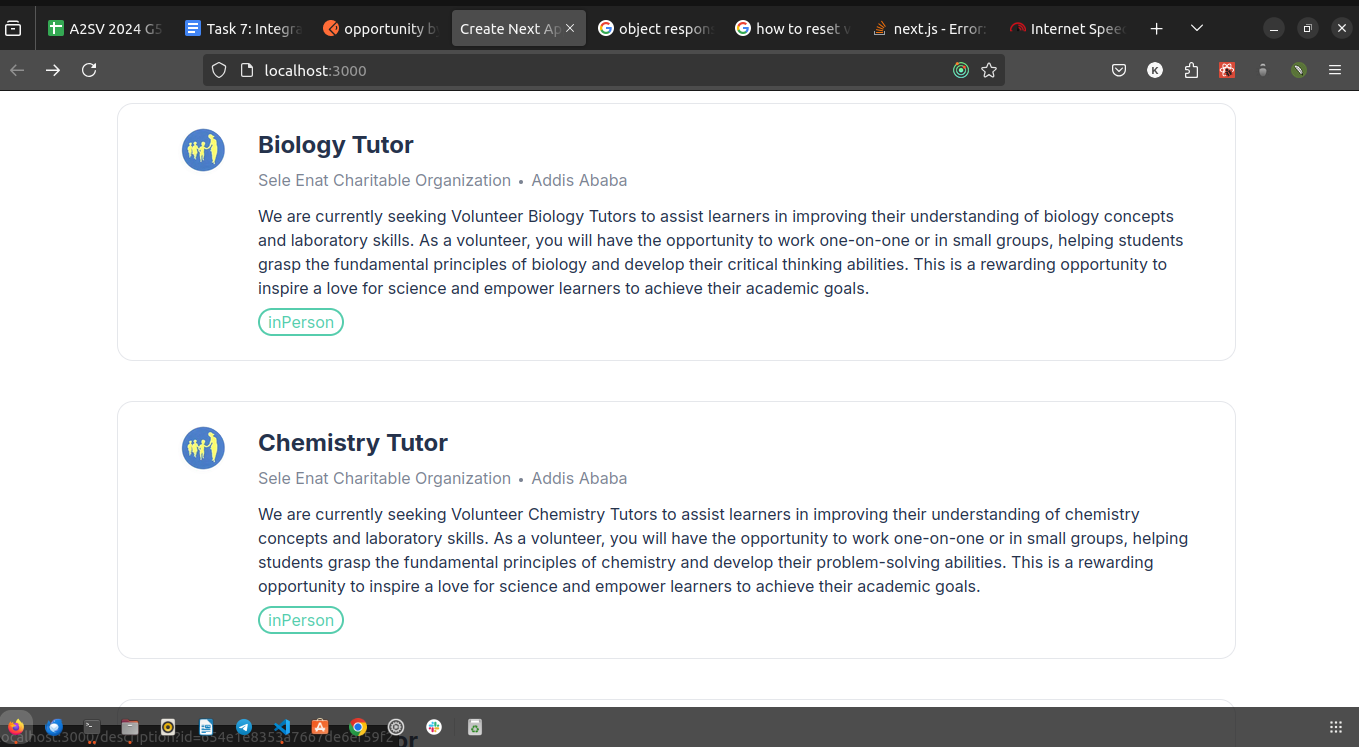 A2SV 2024 G5
Task 7: Integra
opportunity by
Create Next Ap
object respon
how to reset v
next.js - Error:
Internet Spee
localhost:3000
K
Biology Tutor
Sele Enat Charitable Organization • Addis Ababa
We are currently seeking Volunteer Biology Tutors to assist learners in improving their understanding of biology concepts
and laboratory skills. As a volunteer, you will have the opportunity to work one-on-one or in small groups, helping students
grasp the fundamental principles of biology and develop their critical thinking abilities. This is a rewarding opportunity to
inspire a love for science and empower learners to achieve their academic goals.
inPerson
Chemistry Tutor
Sele Enat Charitable Organization • Addis Ababa
We are currently seeking Volunteer Chemistry Tutors to assist learners in improving their understanding of chemistry
concepts and laboratory skills. As a volunteer, you will have the opportunity to work one-on-one or in small groups, helping
students grasp the fundamental principles of chemistry and develop their problem-solving abilities. This is a rewarding
opportunity to inspire a love for science and empower learners to achieve their academic goals.
inPerson